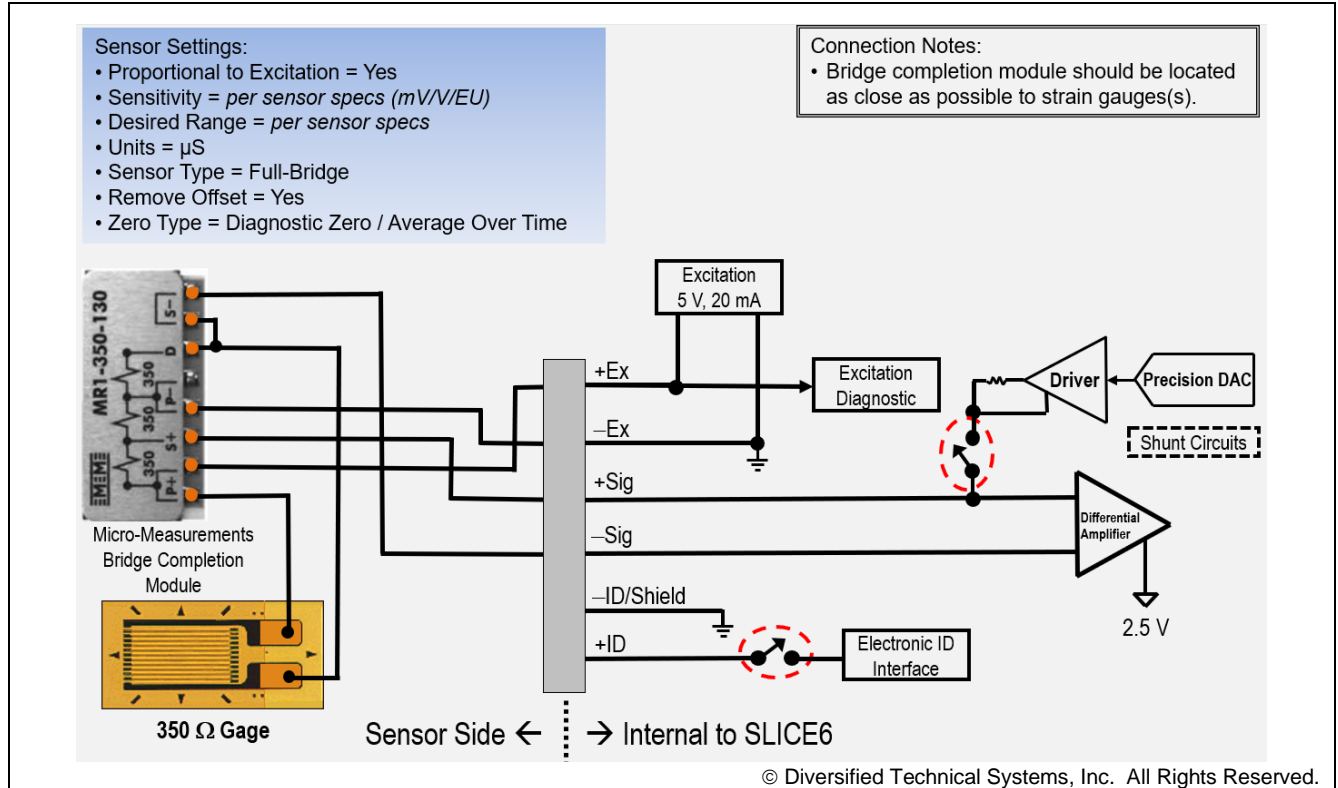 Sensor Settings:
• Proportional to Excitation = Yes
• Sensitivity = per sensor specs (mV/V/EU)
• Desired Range = per sensor specs
• Units = µS
• Sensor Type = Full-Bridge
• Remove Offset = Yes
• Zero Type = Diagnostic Zero / Average Over Time
Connection Notes:
• Bridge completion module should be located
as close as possible to strain gauges(s).
MR1-350-130
S–
D
P–
S+
P+
350
350
350
MEME
Micro-Measurements
Bridge Completion
Module
350 Ω Gage
Excitation
5 V, 20 mA
+Ex
–Ex
+Sig
–Sig
–ID/Shield
+ID
Excitation
Diagnostic
Driver
Precision DAC
Shunt Circuits
Differential
Amplifier
2.5 V
Electronic ID
Interface
Sensor Side ← → Internal to SLICE6
© Diversified Technical Systems, Inc. All Rights Reserved.